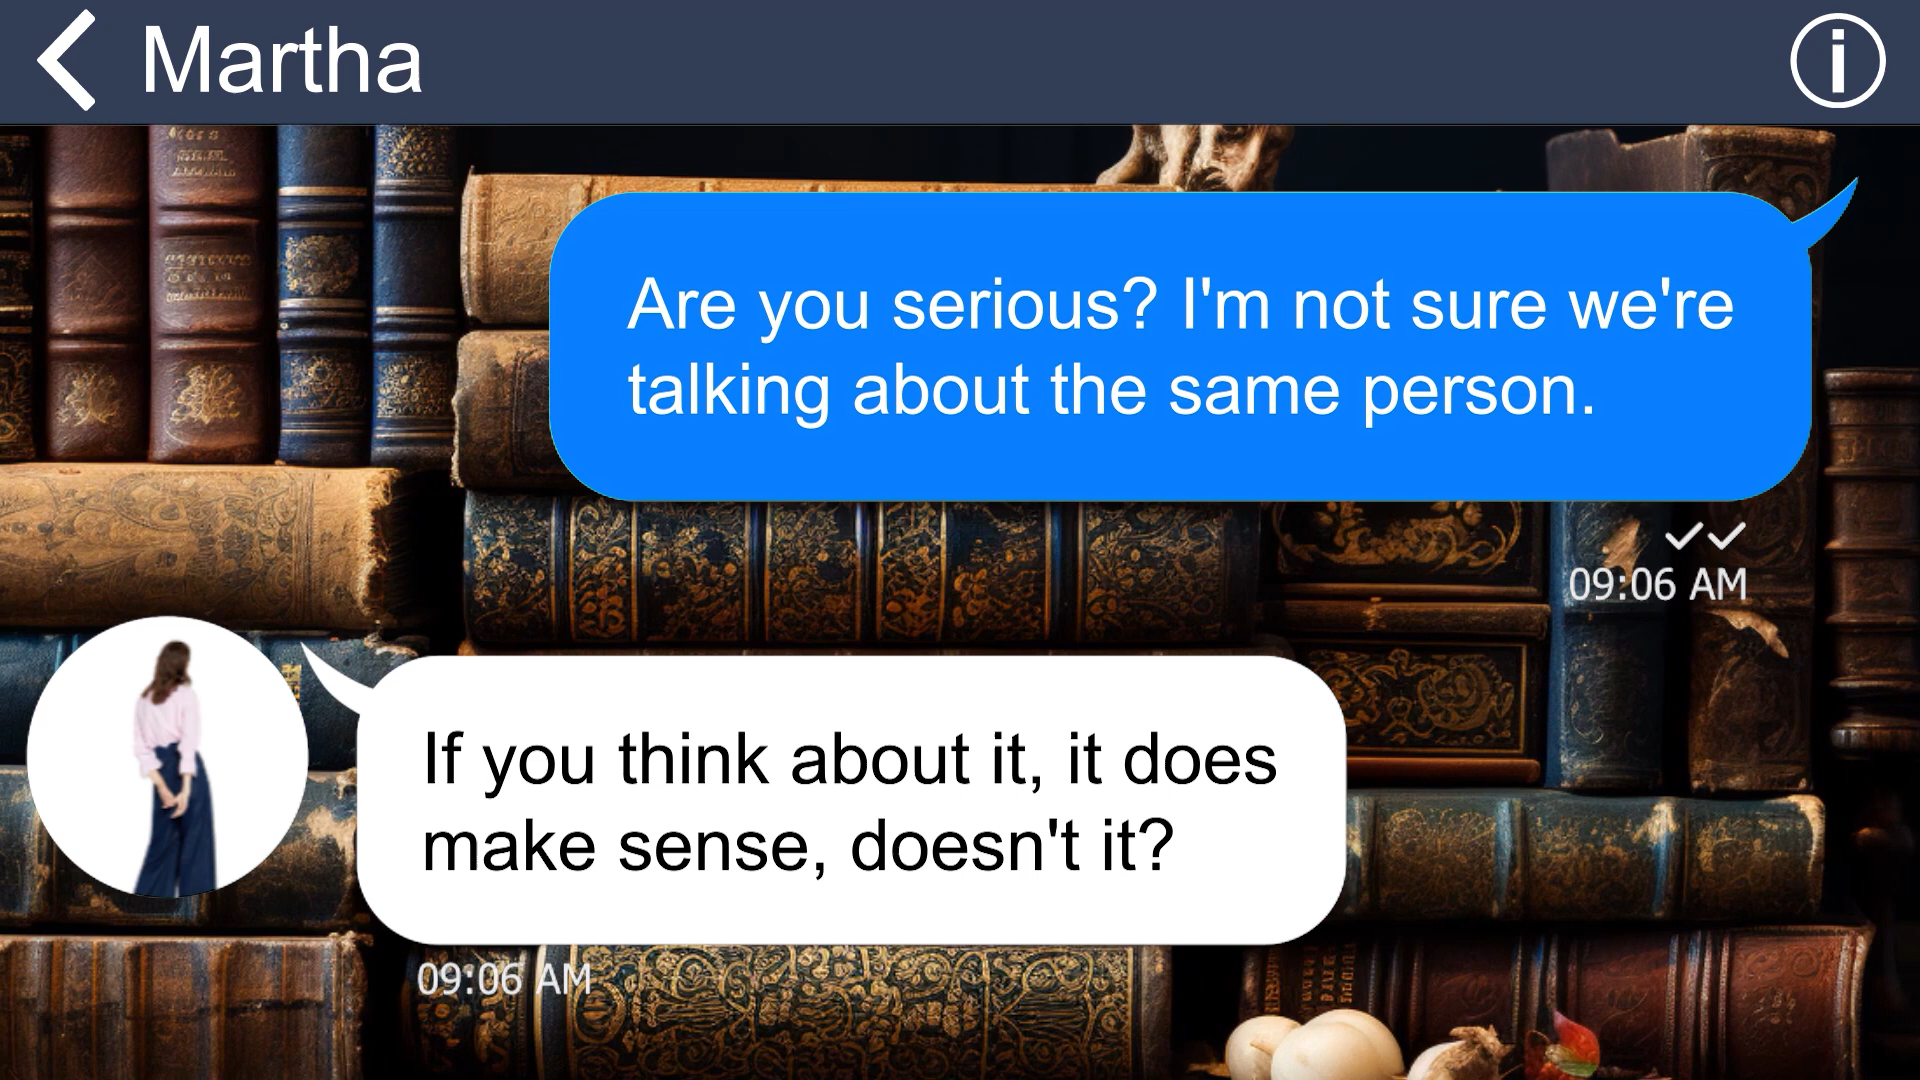 Martha
Are you serious? I'm not sure we're
talking about the same person.
09:06 AM
If you think about it, it does
make sense, doesn't it?
09:06 AM